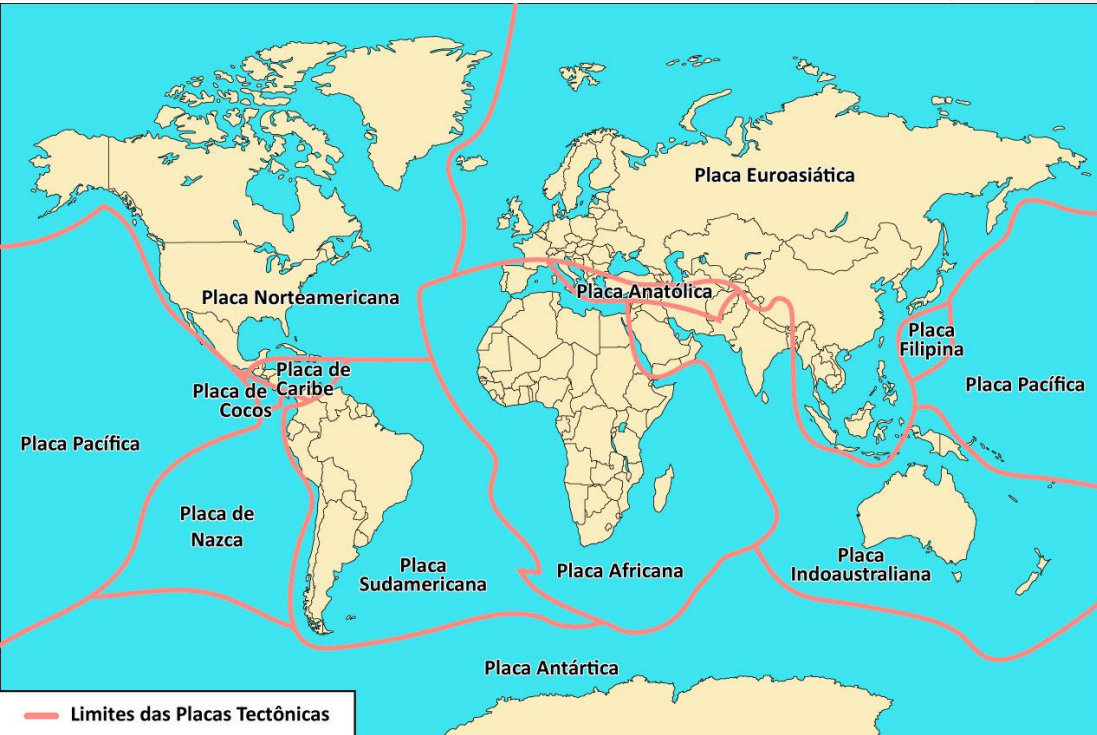 Placa Euroasiática
Placa Norteamericana
Placa Anatólica
Placa
Filipina
Placa de
Caribe
Placa de
Cocos
Placa Pacífica
Placa Pacífica
Placa de
Nazca
Placa
Sudamericana
Placa Africana
Placa
Indoaustraliana
Placa Antártica
Limites das Placas Tectônicas